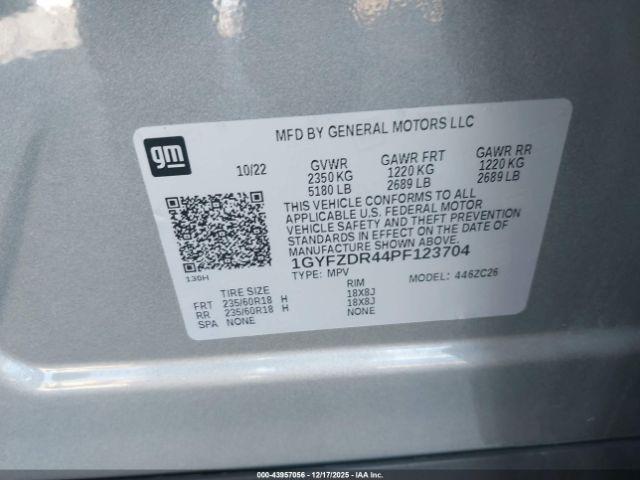 MFD BY GENERAL MOTORS LLC
gm
10/22 GVWR GAWR FRT GAWR RR
2350 KG 1220 KG 1220 KG
5180 LB 2689 LB 2689 LB
THIS VEHICLE CONFORMS TO ALL
APPLICABLE U.S. FEDERAL MOTOR
VEHICLE SAFETY AND THEFT PREVENTION
STANDARDS IN EFFECT ON THE DATE OF
MANUFACTURE SHOWN ABOVE.
1GYFZDR44PF123704
TYPE: MPV MODEL: 446ZC26
130H
TIRE SIZE RIM
FRT 235/60R18 H 18X8J
RR 235/60R18 H 18X8J
SPA NONE NONE
000-43957056 - 12/17/2025 - IAA